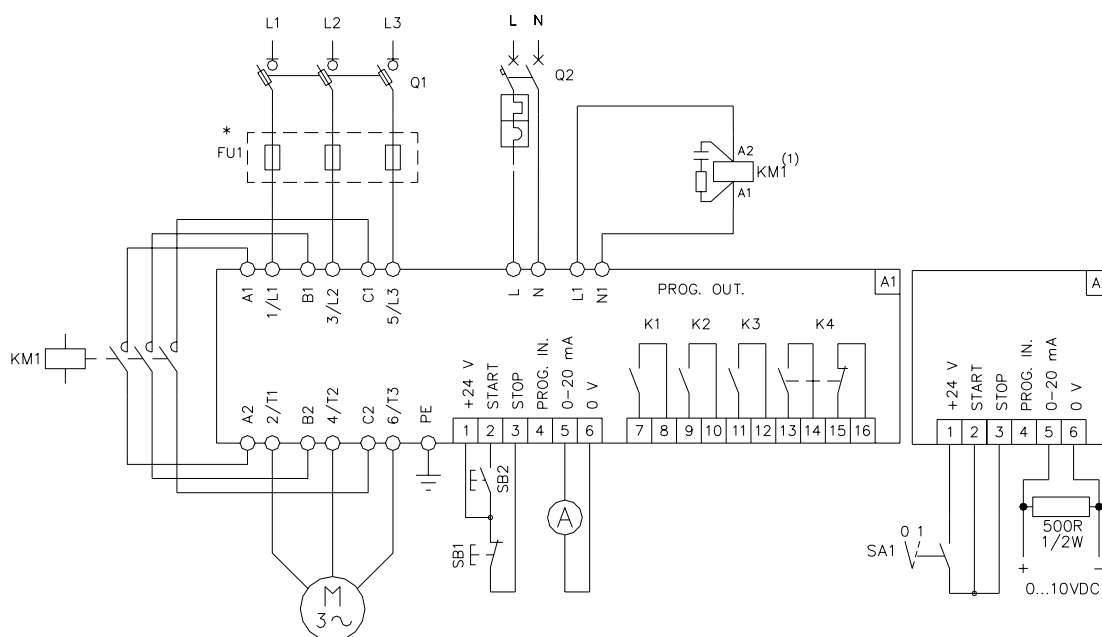 L1 L2 L3 L N
Q1 Q2
*
FU1
A2
KM1 (1)
A1
A1 1/L1 B1 3/L2 C1 5/L3 L N L1 N1
PROG. OUT.
A1
A
KM1
K1 K2 K3 K4
+24 V START STOP PROG. IN. 0-20 mA 0 V
+24 V START STOP PROG. IN. 0-20 mA 0 V
A2 2/T1 B2 4/T2 C2 6/T3 PE
1 2 3 4 5 6 7 8 9 10 11 12 13 14 15 16
1 2 3 4 5 6
SB2
SB1
A
500R
1/2W
0 1
SA1
+ -
0...10VDC
M
3~